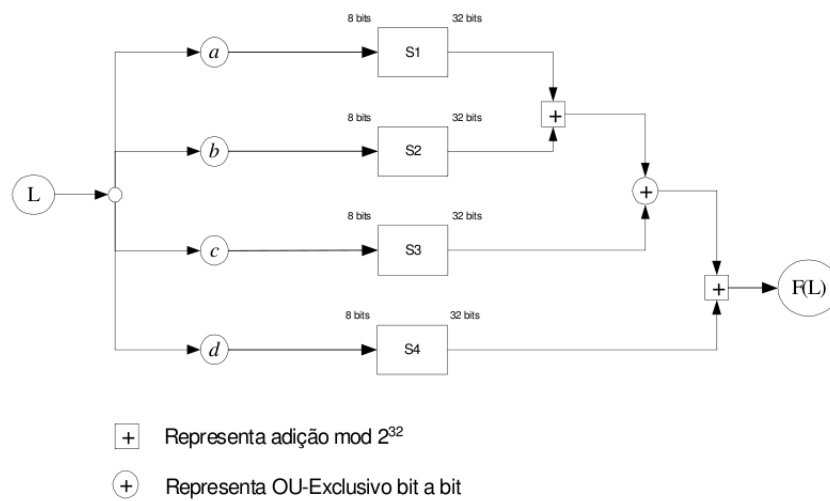 8 bits 32 bits
a S1
+
8 bits 32 bits
b S2
L +
8 bits 32 bits
c S3
+ F(L)
8 bits 32 bits
d S4
+ Representa adição mod 2³²
+ Representa OU-Exclusivo bit a bit